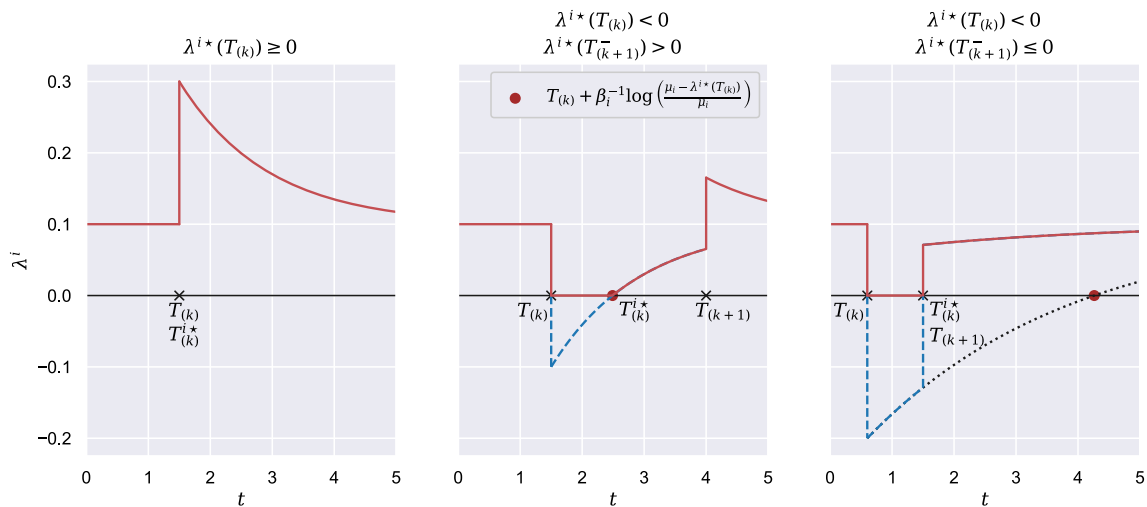 λ^{i⋆}(T_{(k)}) ≥ 0
λ^{i⋆}(T_{(k)}) < 0
λ^{i⋆}(T^−_{(k+1)}) > 0
λ^{i⋆}(T_{(k)}) < 0
λ^{i⋆}(T^−_{(k+1)}) ≤ 0
λ^i
0.3
0.2
0.1
0.0
−0.1
−0.2
T_{(k)}
T^{i⋆}_{(k)}
0 1 2 3 4 5
t
T_{(k)} + β_i^{−1} log ((μ_i − λ^{i⋆}(T_{(k)}))/μ_i)
T_{(k)}
T^{i⋆}_{(k)}
T_{(k+1)}
0 1 2 3 4 5
t
T_{(k)}
T^{i⋆}_{(k)}
T_{(k+1)}
0 1 2 3 4 5
t